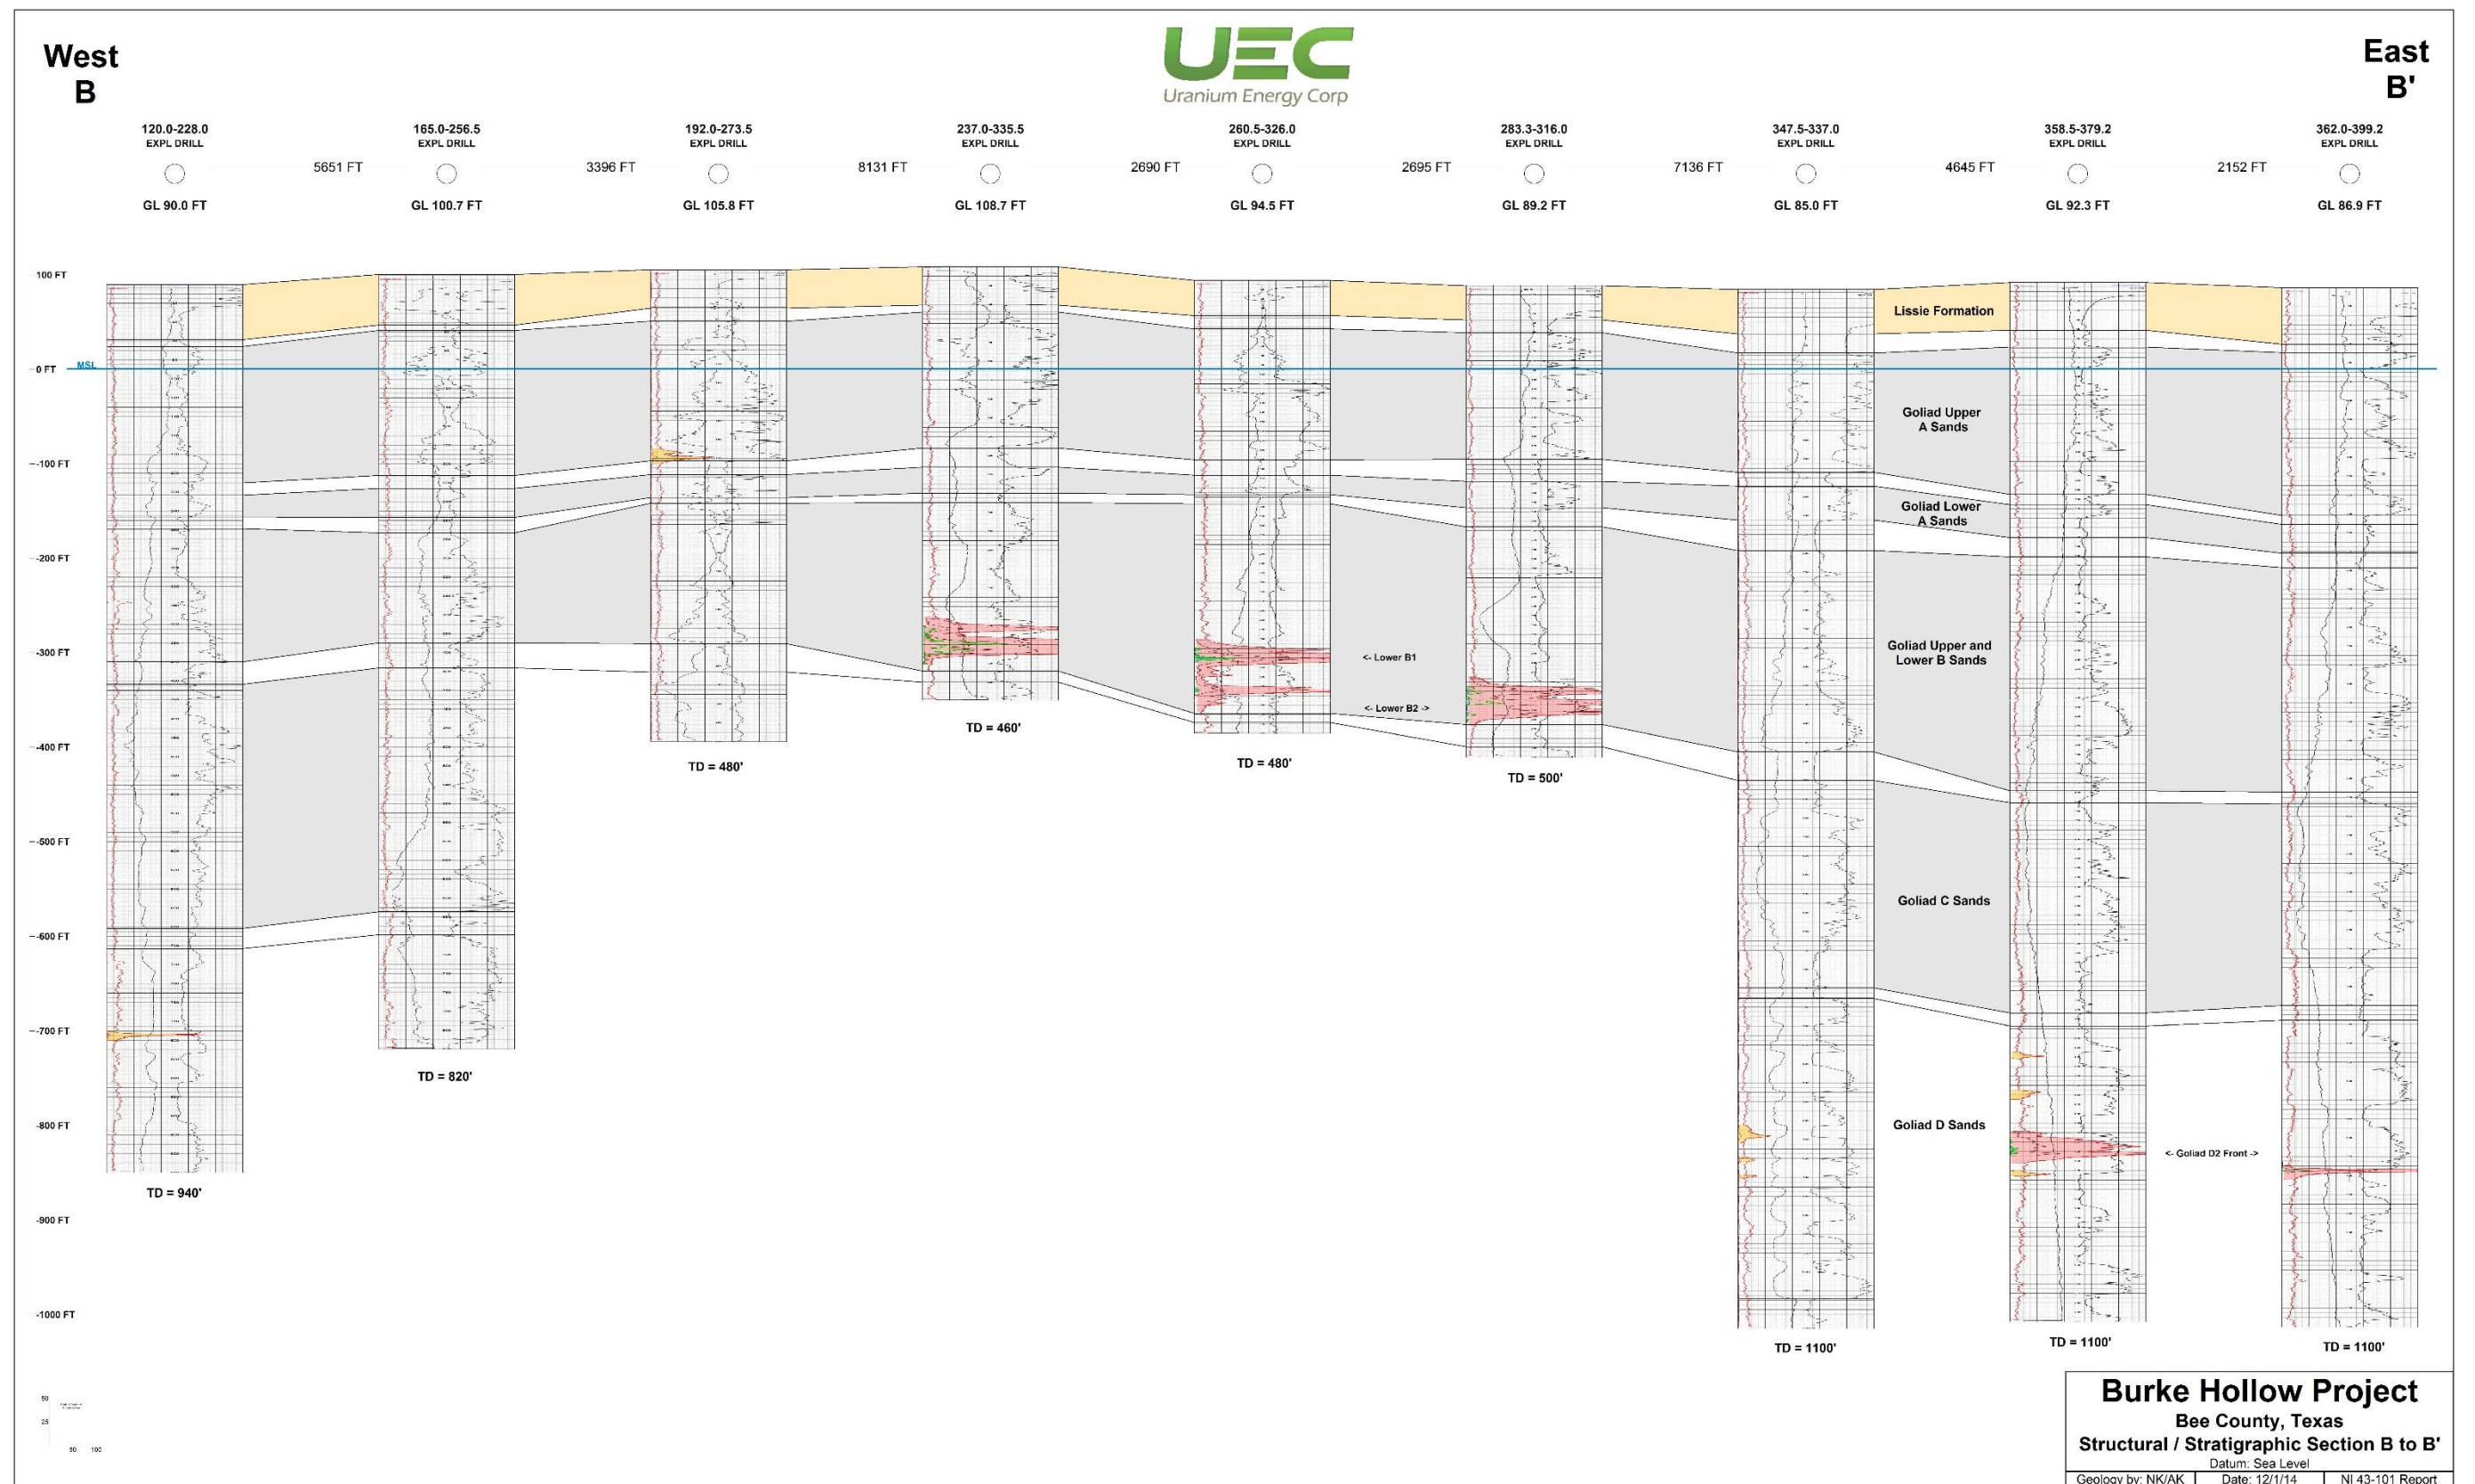 West
B
UEC
Uranium Energy Corp
East
B'
120.0-228.0
EXPL DRILL
GL 90.0 FT
5651 FT
165.0-256.5
EXPL DRILL
GL 100.7 FT
3396 FT
192.0-273.5
EXPL DRILL
GL 105.8 FT
8131 FT
237.0-335.5
EXPL DRILL
GL 108.7 FT
2690 FT
260.5-326.0
EXPL DRILL
GL 94.5 FT
2695 FT
283.3-316.0
EXPL DRILL
GL 89.2 FT
7136 FT
347.5-337.0
EXPL DRILL
GL 85.0 FT
4645 FT
358.5-379.2
EXPL DRILL
GL 92.3 FT
2152 FT
362.0-399.2
EXPL DRILL
GL 86.9 FT
100 FT
0 FT
MSL
-100 FT
-200 FT
-300 FT
-400 FT
-500 FT
-600 FT
-700 FT
-800 FT
-900 FT
-1000 FT
Lissie Formation
Goliad Upper
A Sands
Goliad Lower
A Sands
Goliad Upper and
Lower B Sands
<- Lower B1
<- Lower B2 ->
Goliad C Sands
Goliad D Sands
<- Goliad D2 Front ->
TD = 940'
TD = 820'
TD = 480'
TD = 460'
TD = 480'
TD = 500'
TD = 1100'
TD = 1100'
TD = 1100'
50
25
50 100
Burke Hollow Project
Bee County, Texas
Structural / Stratigraphic Section B to B'
Datum: Sea Level
Geology by: NK/AK
Date: 12/1/14
NI 43-101 Report